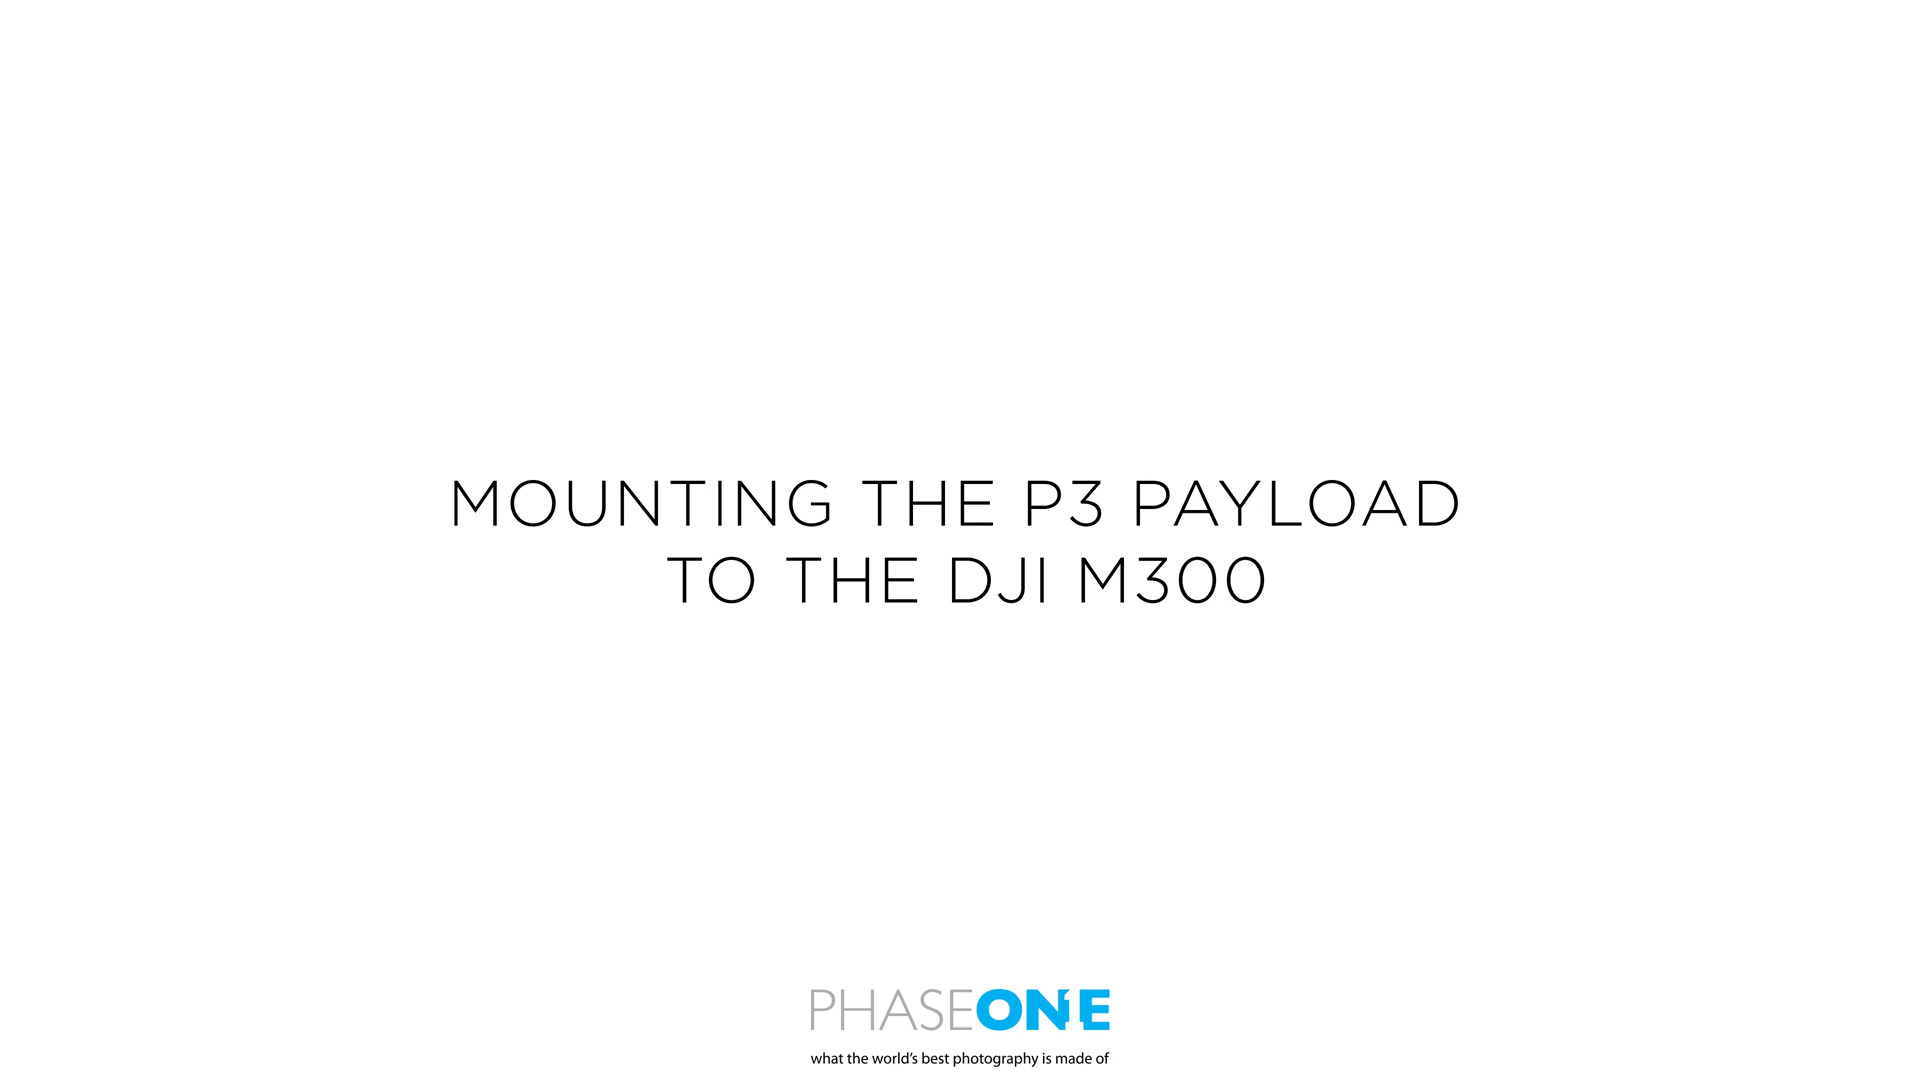 MOUNTING THE P3 PAYLOAD
TO THE DJI M300
PHASEONE
what the world's best photography is made of